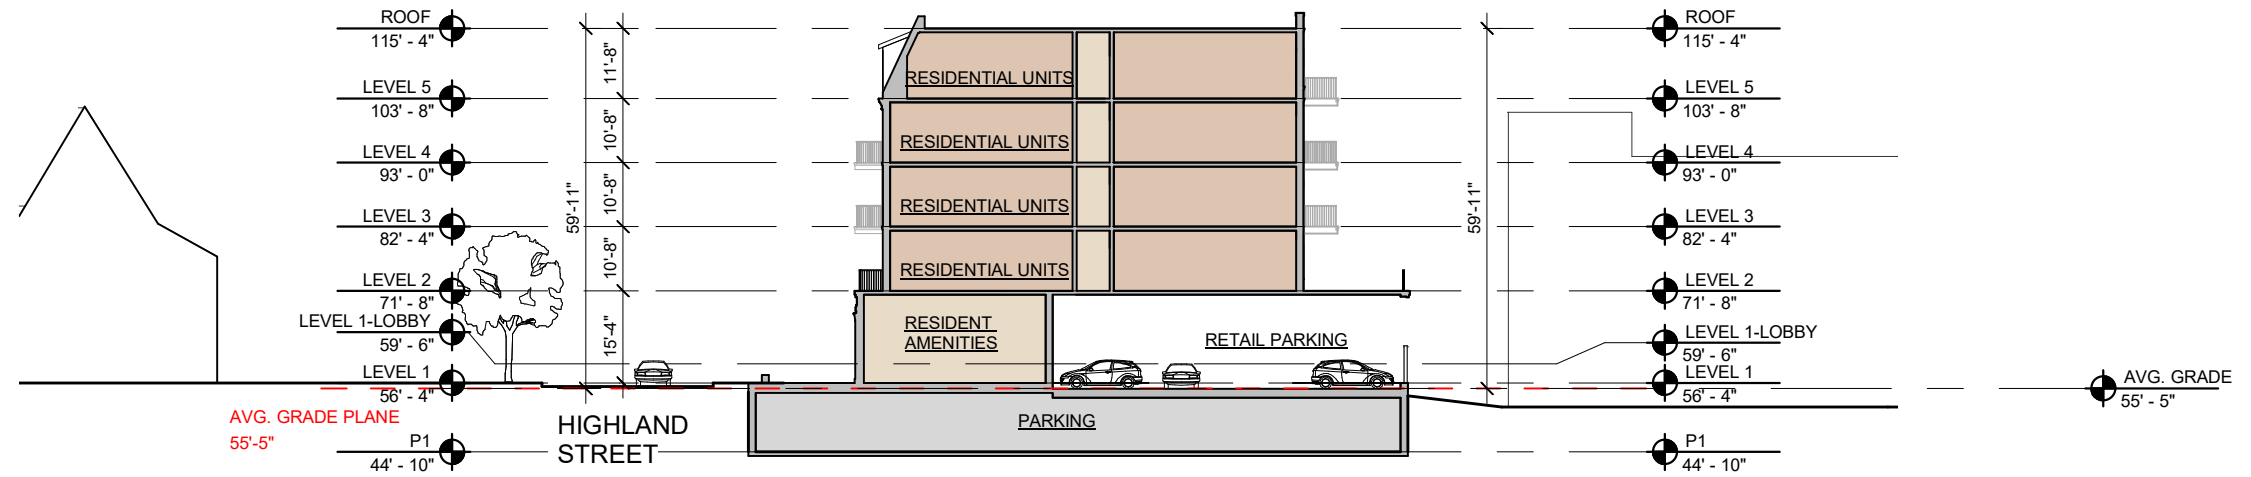 ROOF
115' - 4"
LEVEL 5
103' - 8"
LEVEL 4
93' - 0"
LEVEL 3
82' - 4"
LEVEL 2
71' - 8"
LEVEL 1-LOBBY
59' - 6"
LEVEL 1
56' - 4"
AVG. GRADE PLANE
55'-5"
P1
44' - 10"
HIGHLAND
STREET
59'-11"
11'-8"
10'-8"
10'-8"
10'-8"
15'-4"
RESIDENTIAL UNITS
RESIDENTIAL UNITS
RESIDENTIAL UNITS
RESIDENTIAL UNITS
RESIDENT
AMENITIES
RETAIL PARKING
PARKING
59'-11"
ROOF
115' - 4"
LEVEL 5
103' - 8"
LEVEL 4
93' - 0"
LEVEL 3
82' - 4"
LEVEL 2
71' - 8"
LEVEL 1-LOBBY
59' - 6"
LEVEL 1
56' - 4"
P1
44' - 10"
AVG. GRADE
55' - 5"